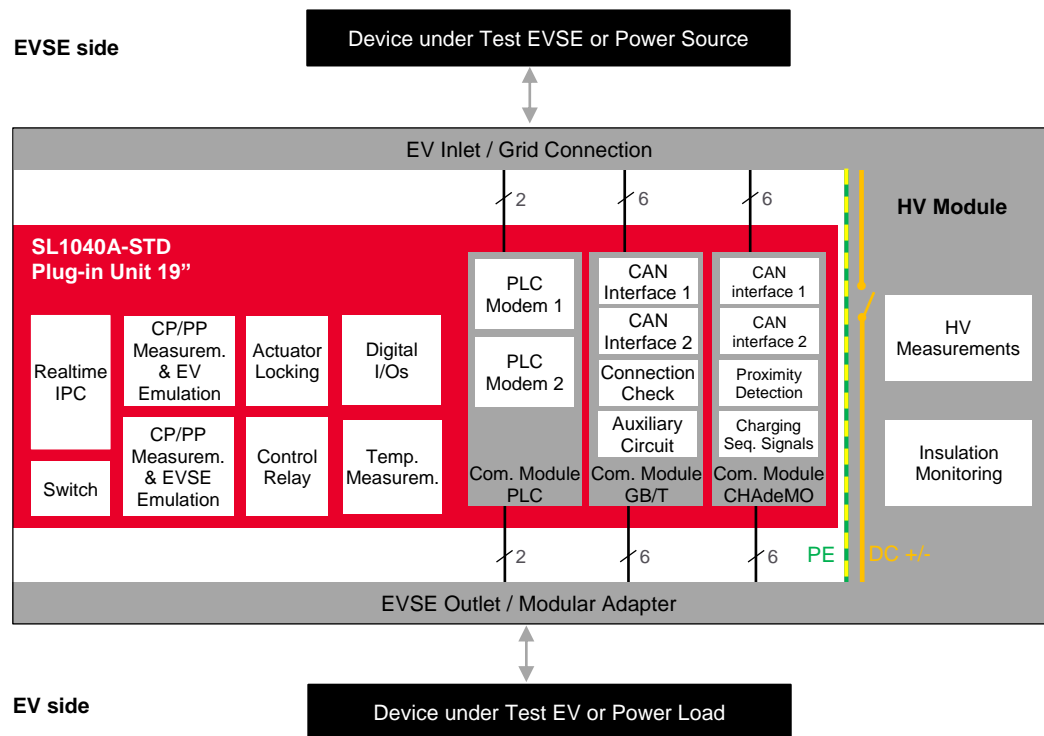 EVSE side
Device under Test EVSE or Power Source
EV Inlet / Grid Connection
2
6
6
HV Module
SL1040A-STD
Plug-in Unit 19”
Realtime
IPC
Switch
CP/PP
Measurem.
& EV
Emulation
CP/PP
Measurem.
& EVSE
Emulation
Actuator
Locking
Control
Relay
Digital
I/Os
Temp.
Measurem.
PLC
Modem 1
PLC
Modem 2
Com. Module
PLC
CAN
Interface 1
CAN
Interface 2
Connection
Check
Auxiliary
Circuit
Com. Module
GB/T
CAN
interface 1
CAN
interface 2
Proximity
Detection
Charging
Seq. Signals
Com. Module
CHAdeMO
HV
Measurements
Insulation
Monitoring
2
6
6
PE
DC +/-
EVSE Outlet / Modular Adapter
EV side
Device under Test EV or Power Load